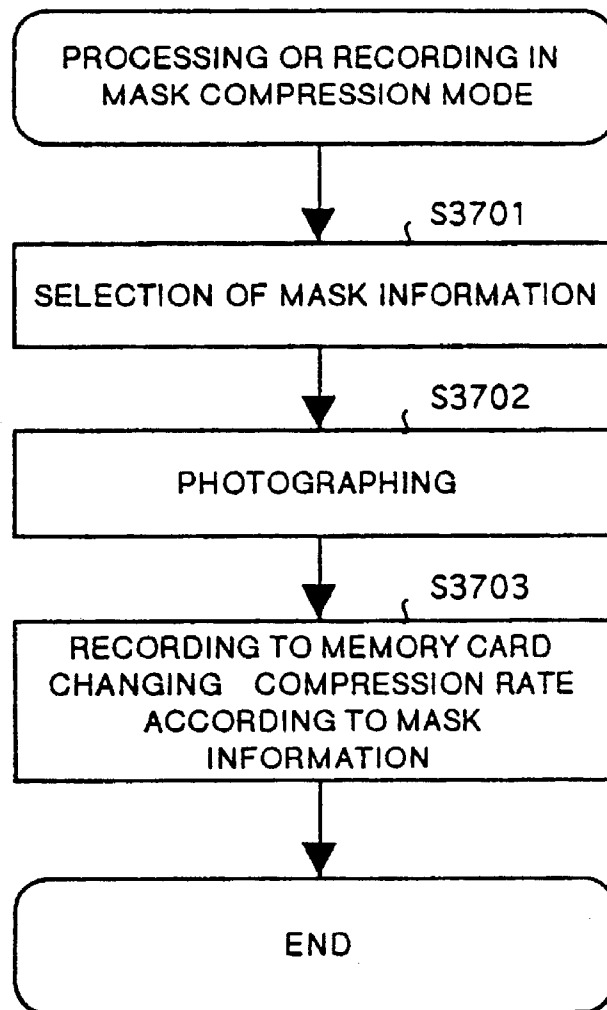 PROCESSING OR RECORDING IN
MASK COMPRESSION MODE
S3701
SELECTION OF MASK INFORMATION
S3702
PHOTOGRAPHING
S3703
RECORDING TO MEMORY CARD
CHANGING COMPRESSION RATE
ACCORDING TO MASK
INFORMATION
END